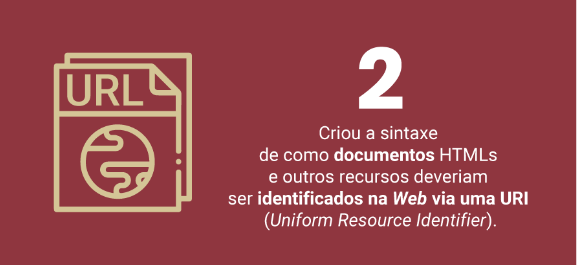 URL
2
Criou a sintaxe
de como documentos HTMLs
e outros recursos deveriam
ser identificados na Web via uma URI
(Uniform Resource Identifier).